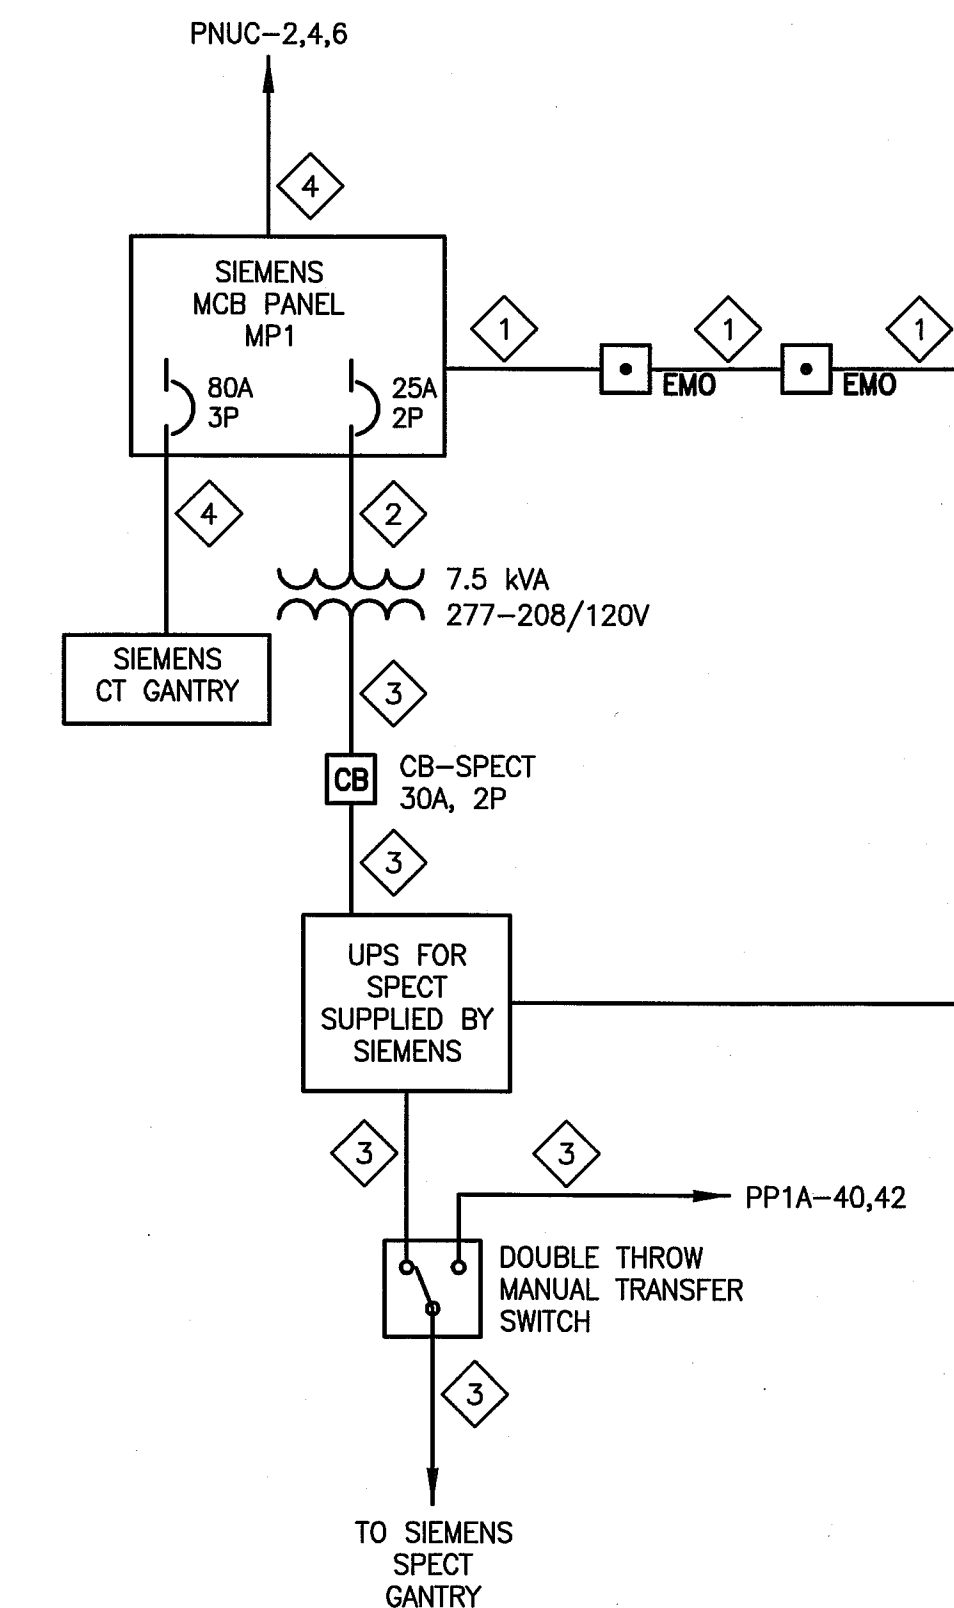 PNUC-2,4,6
4
SIEMENS
MCB PANEL
MP1
80A
3P
25A
2P
1
1
1
EMO
EMO
4
2
7.5 kVA
277-208/120V
SIEMENS
CT GANTRY
3
CB
CB-SPECT
30A, 2P
3
UPS FOR
SPECT
SUPPLIED BY
SIEMENS
3
3
PP1A-40,42
DOUBLE THROW
MANUAL TRANSFER
SWITCH
3
TO SIEMENS
SPECT
GANTRY